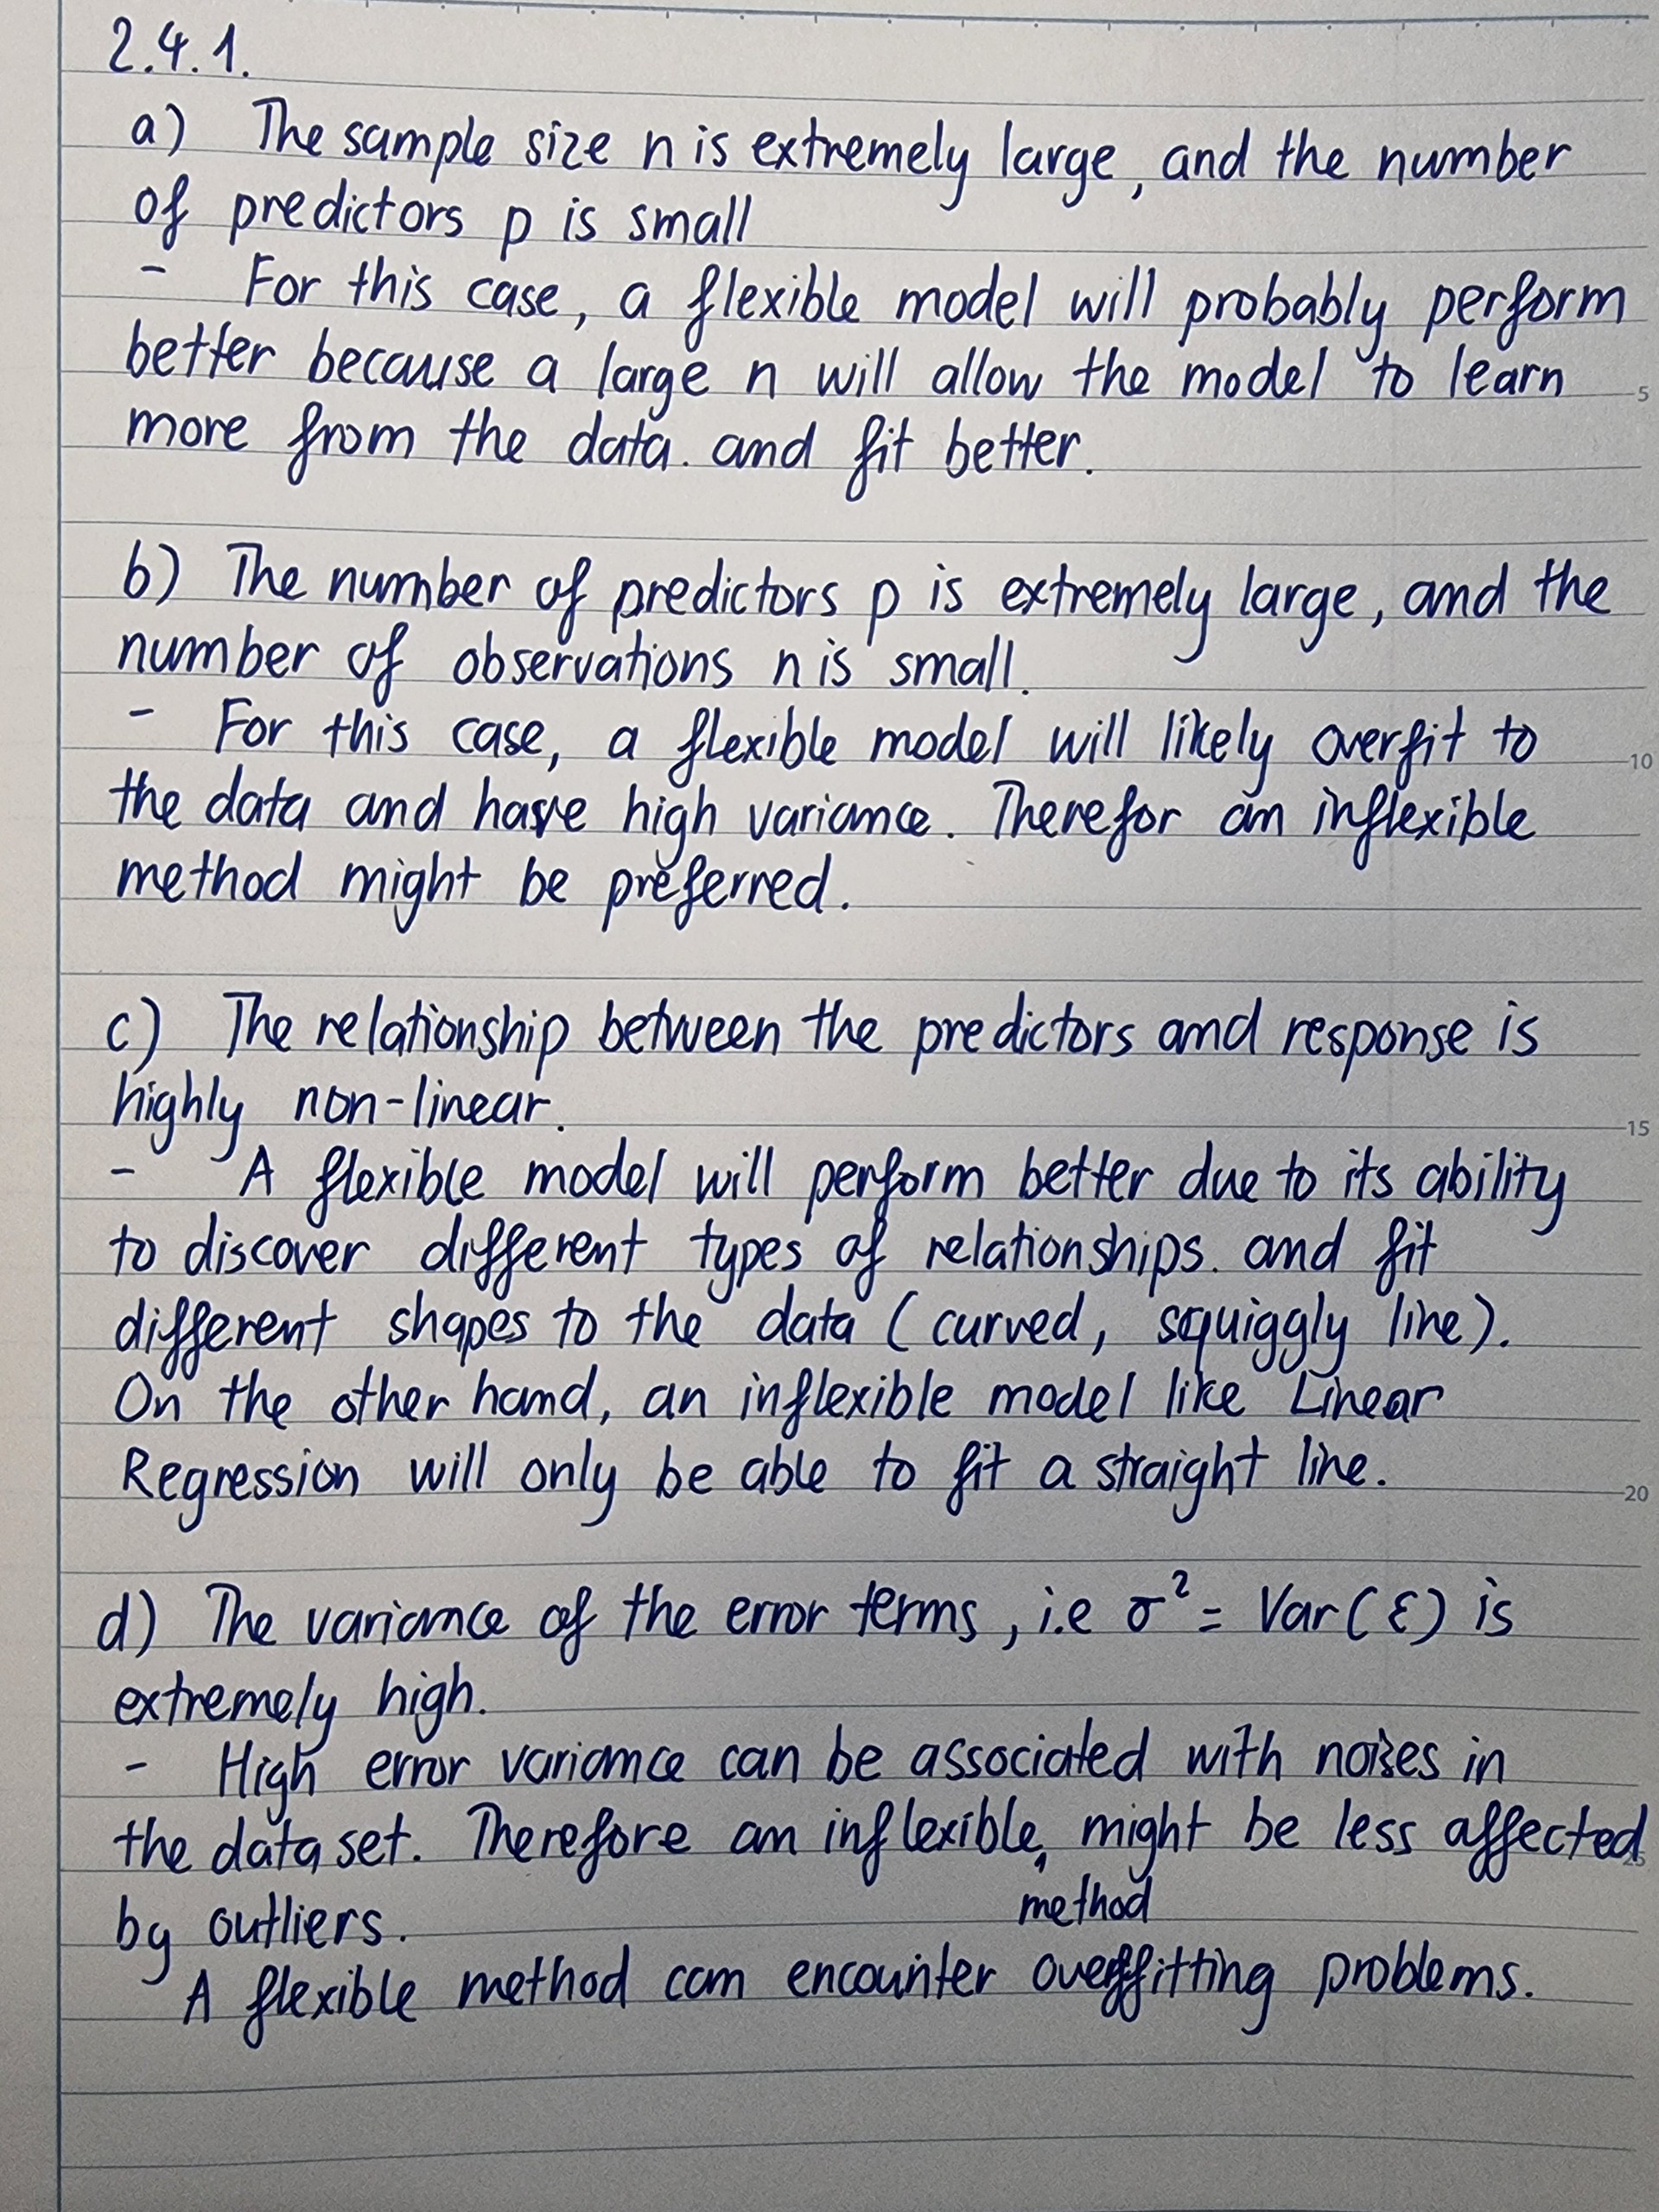 2.4.1.
a) The sample size n is extremely large, and the number
of predictors p is small
- For this case, a flexible model will probably perform
better because a large n will allow the model to learn
5
more from the data. and fit better.
b) The number of predictors p is extremely large, and the
number of observations n is small.
- For this case, a flexible model will likely overfit to
10
the data and have high variance. Therefor an inflexible
method might be preferred.
c) The relationship between the predictors and response is
highly non-linear.
15
- A flexible model will perform better due to its ability
to discover different types of relationships. and fit
different shapes to the data (curved, squiggly line).
On the other hand, an inflexible model like Linear
Regression will only be able to fit a straight line.
20
d) The variance of the error terms, i.e σ² = Var(ε) is
extremely high.
- High error variance can be associated with noises in
the data set. Therefore an inflexible, might be less affected
25
method
by outliers.
A flexible method can encounter overfitting problems.